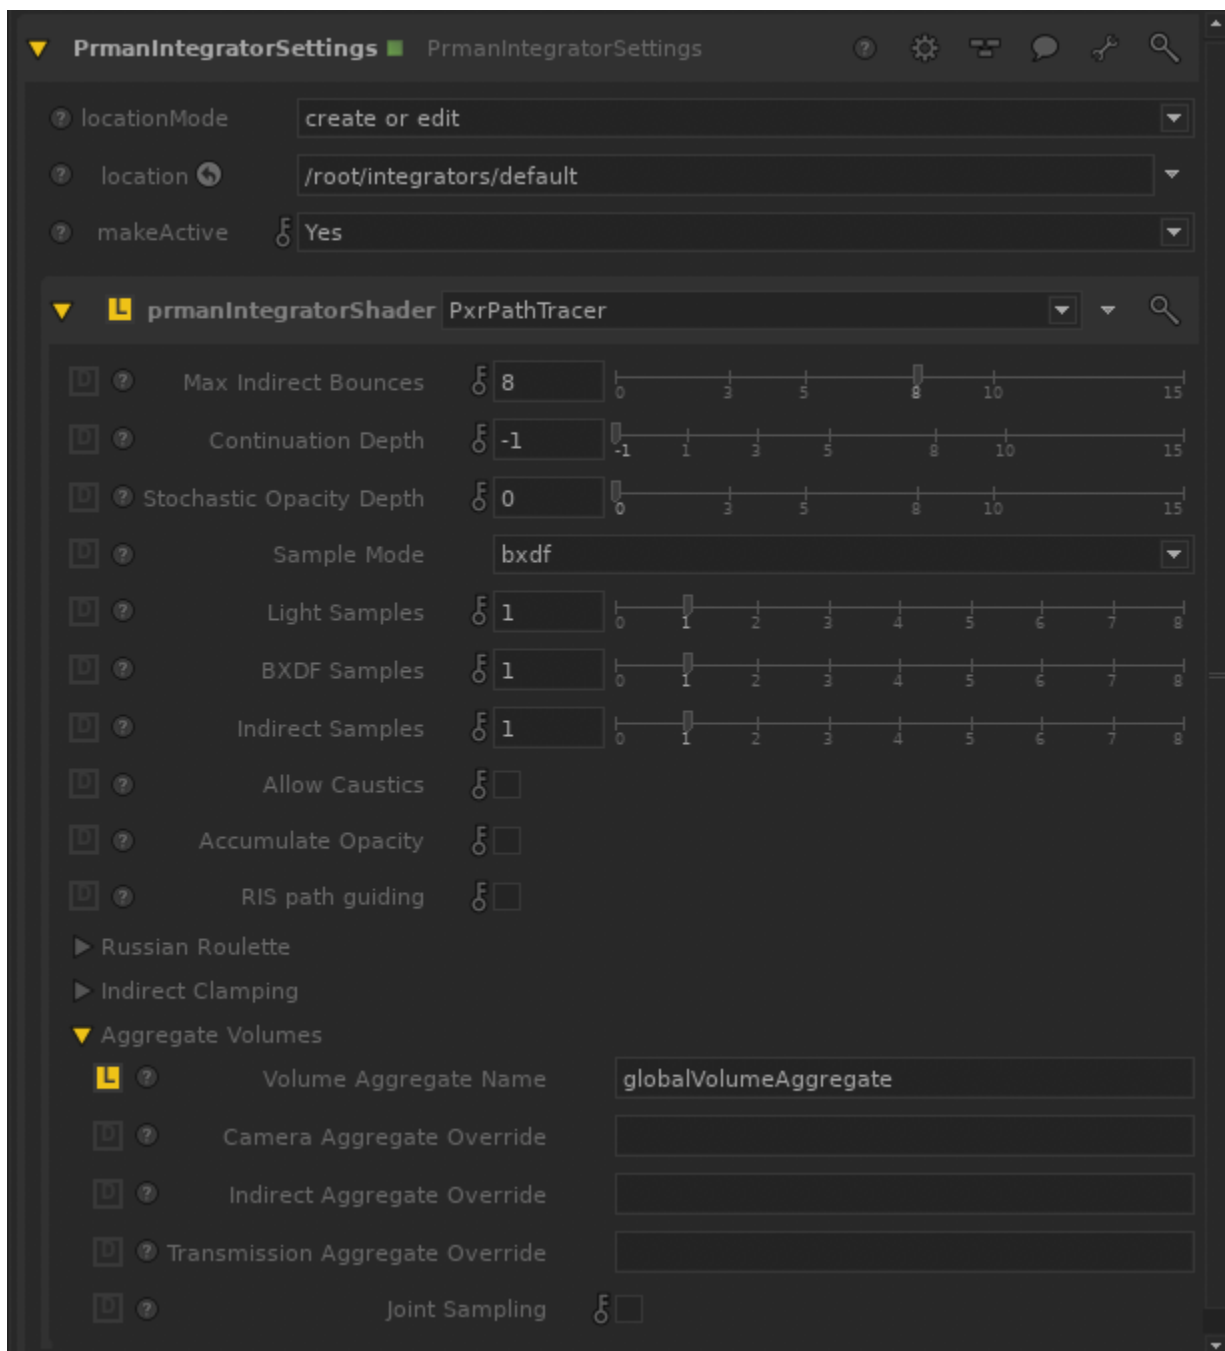 PrmanIntegratorSettings PrmanIntegratorSettings ?
? locationMode create or edit
? location /root/integrators/default
? makeActive Yes
L prmanIntegratorShader PxrPathTracer
D ? Max Indirect Bounces 8 0 3 5 8 10 15
D ? Continuation Depth -1 -1 1 3 5 8 10 15
D ? Stochastic Opacity Depth 0 0 3 5 8 10 15
D ? Sample Mode bxdf
D ? Light Samples 1 0 1 2 3 4 5 6 7 8
D ? BXDF Samples 1 0 1 2 3 4 5 6 7 8
D ? Indirect Samples 1 0 1 2 3 4 5 6 7 8
D ? Allow Caustics
D ? Accumulate Opacity
D ? RIS path guiding
Russian Roulette
Indirect Clamping
Aggregate Volumes
L ? Volume Aggregate Name globalVolumeAggregate
D ? Camera Aggregate Override
D ? Indirect Aggregate Override
D ? Transmission Aggregate Override
D ? Joint Sampling